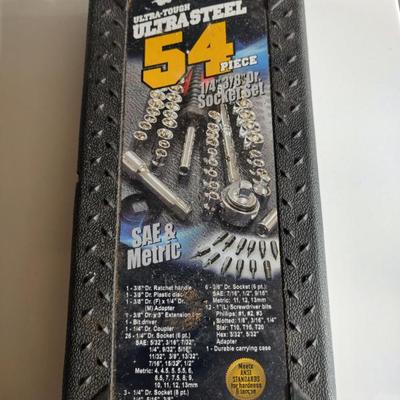 ULTRA-TOUGH
ULTRASTEEL
54
PIECE
1/4" 3/8" Dr.
Socket Set
SAE &
Metric
1 - 3/8" Dr. Ratchet handle
1 - 3/8" Dr. Plastic disc
1 - 3/8" Dr. (F) x 1/4" Dr.
(M) Adapter
Dr. Extension
1 - Bit driver
1 - 1/4" Dr. Coupler
26 - 1/4" Dr. Socket (6 pt.)
SAE: 5/32", 3/16" 7/32",
1/4", 9/32", 5/16"
11/32", 3/8", 13/32",
7/16", 15/32", 1/2"
Metric: 4, 4.5, 5, 5.5, 6,
6.5, 7, 7.5, 8, 9,
10, 11, 12, 13mm
3 - 1/4" Dr. Socket
6 - 3/8" Dr. Socket (6 pt.)
SAE: 7/16", 1/2", 9/16"
Metric: 11, 12, 13mm
12 - 1"(L) Screwdriver bits
Phillips: #1, #2, #3
Slotted: 1/8", 3/16", 1/4"
Star: T10, T15, T20
Hex: 3/32", 5/32"
Adapter
1 - Durable carrying case
Meets
ANSI
STANDARDS
for hardness
& torque